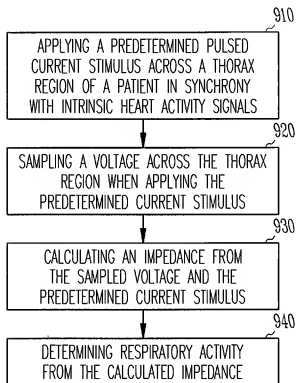 910
APPLYING A PREDETERMINED PULSED
CURRENT STIMULUS ACROSS A THORAX
REGION OF A PATIENT IN SYNCHRONY
WITH INTRINSIC HEART ACTIVITY SIGNALS
920
SAMPLING A VOLTAGE ACROSS THE THORAX
REGION WHEN APPLYING THE
PREDETERMINED CURRENT STIMULUS
930
CALCULATING AN IMPEDANCE FROM
THE SAMPLED VOLTAGE AND THE
PREDETERMINED CURRENT STIMULUS
940
DETERMINING RESPIRATORY ACTIVITY
FROM THE CALCULATED IMPEDANCE